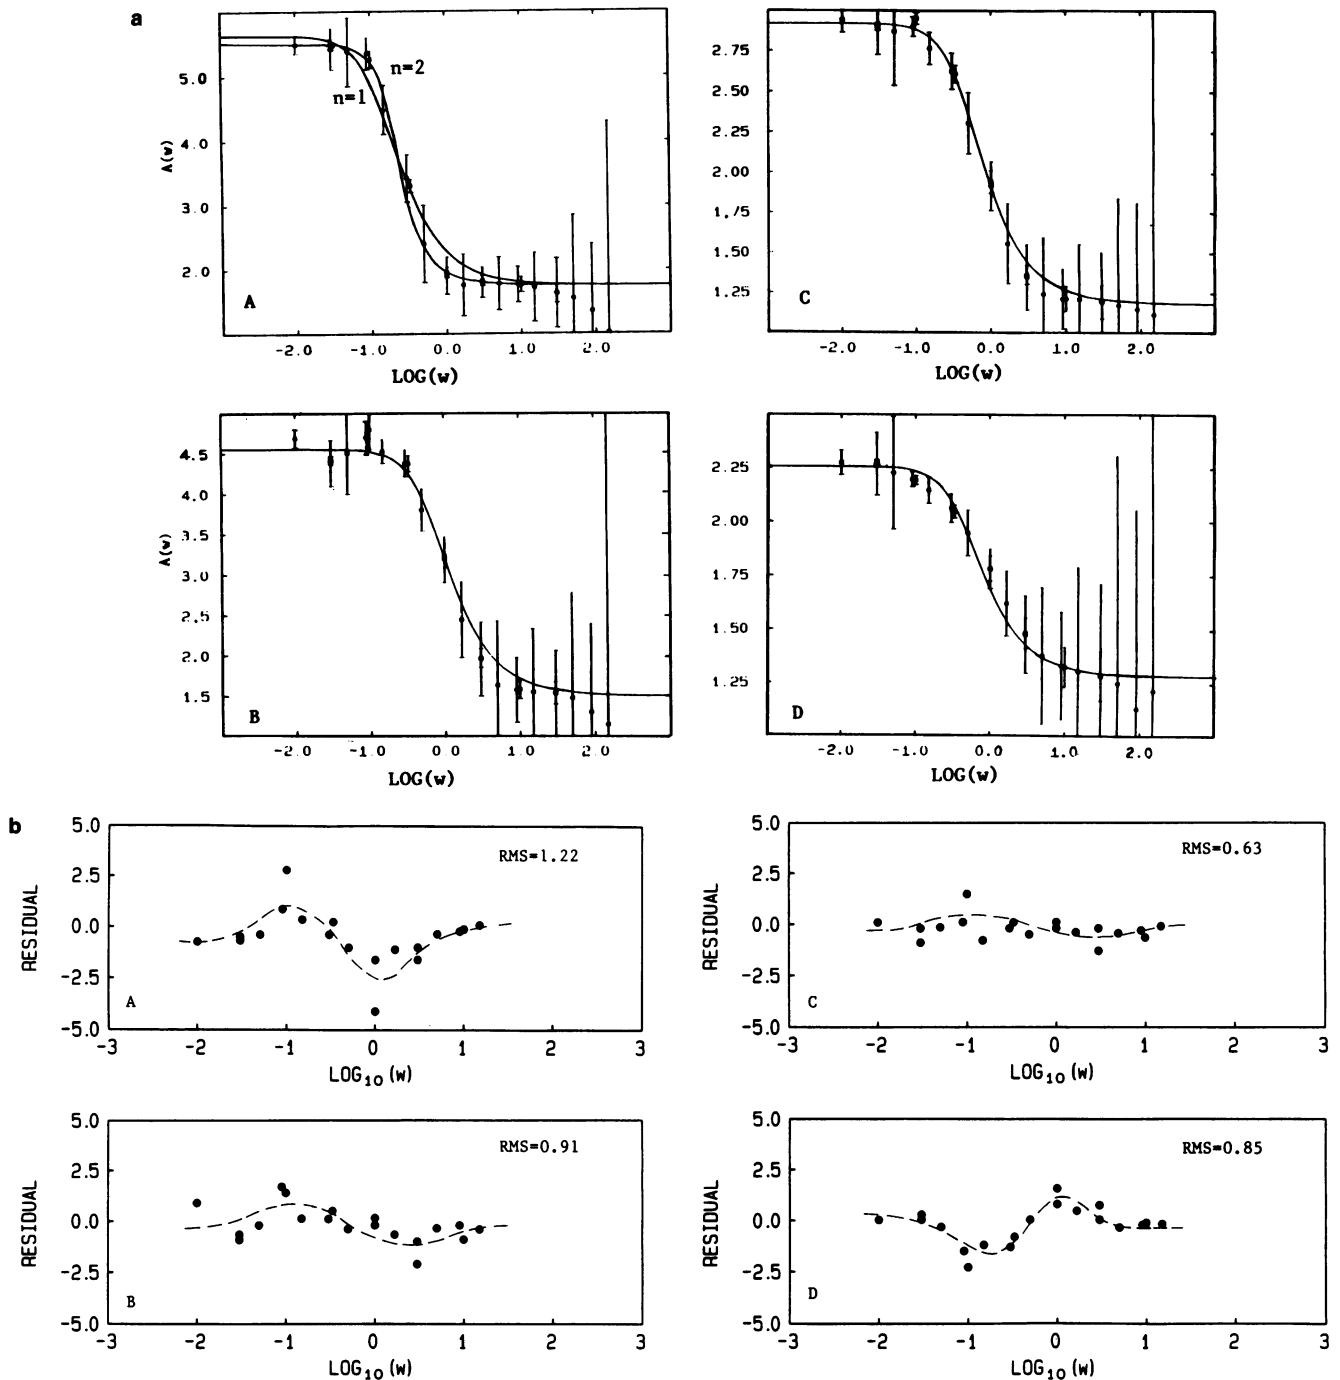 a
5.0
4.0
3.0
2.0
A(w)
n=2
n=1
A
-2.0 -1.0 0.0 1.0 2.0
LOG(w)
2.75
2.50
2.25
2.00
1.75
1.50
1.25
C
-2.0 -1.0 0.0 1.0 2.0
LOG(w)
4.5
4.0
3.5
3.0
2.5
2.0
1.5
A(w)
B
-2.0 -1.0 0.0 1.0 2.0
LOG(w)
2.25
2.00
1.75
1.50
1.25
D
-2.0 -1.0 0.0 1.0 2.0
LOG(w)
b
5.0
2.5
0.0
-2.5
-5.0
RESIDUAL
RMS=1.22
A
-3 -2 -1 0 1 2 3
LOG10 (W)
5.0
2.5
0.0
-2.5
-5.0
RESIDUAL
RMS=0.63
C
-3 -2 -1 0 1 2 3
LOG10 (W)
5.0
2.5
0.0
-2.5
-5.0
RESIDUAL
RMS=0.91
B
-3 -2 -1 0 1 2 3
LOG10 (W)
5.0
2.5
0.0
-2.5
-5.0
RESIDUAL
RMS=0.85
D
-3 -2 -1 0 1 2 3
LOG10 (W)